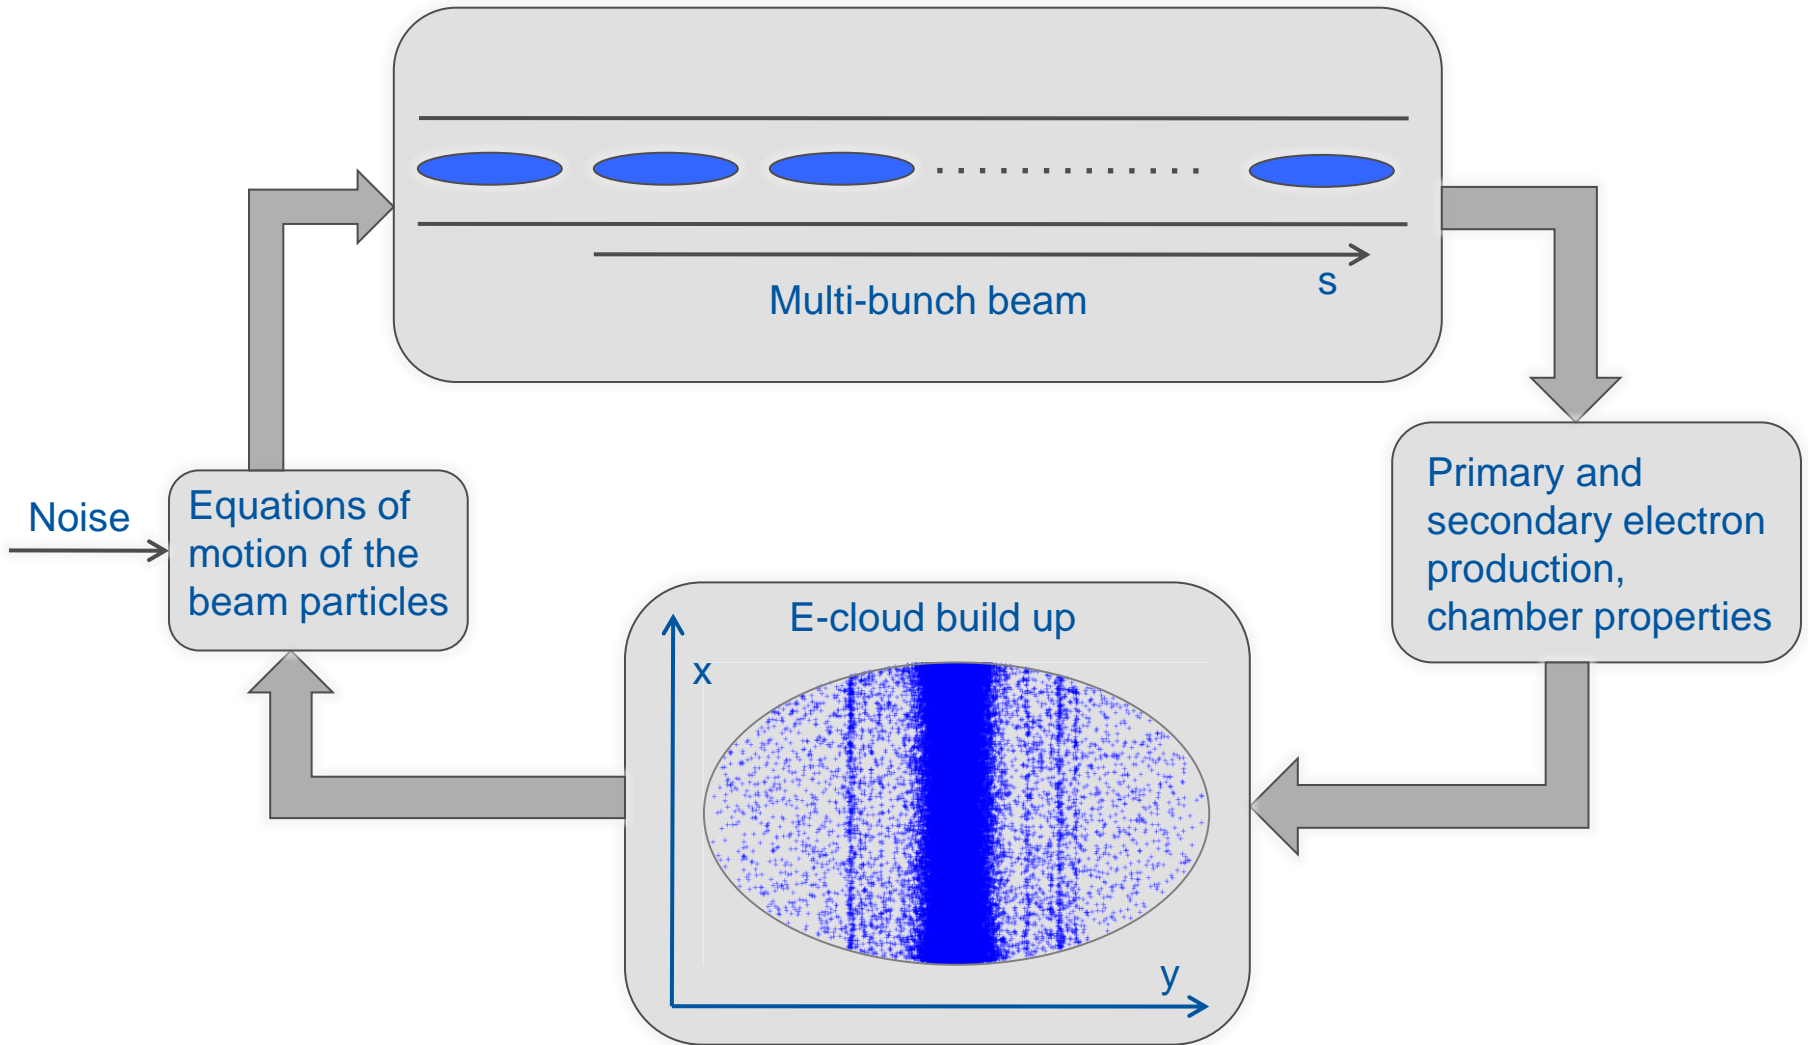 s
Multi-bunch beam
Primary and
secondary electron
production,
chamber properties
Noise
Equations of
motion of the
beam particles
E-cloud build up
x
y